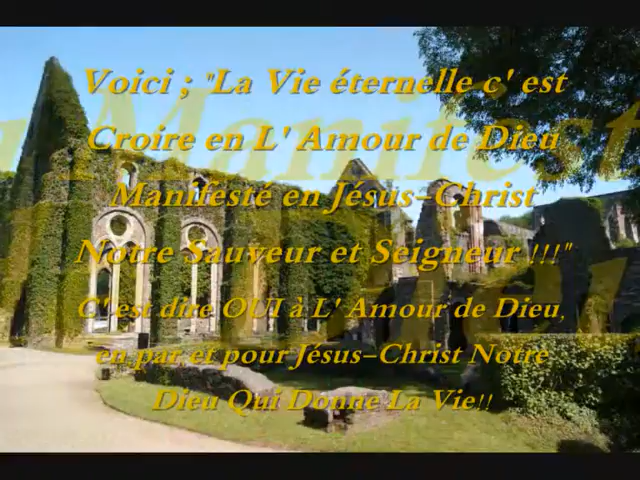 Voici ; "La Vie éternelle c' est
Croire en L' Amour de Dieu
Manifesté en Jésus-Christ
Notre Sauveur et Seigneur !!!"
C' est dire OUI à L' Amour de Dieu,
en par et pour Jésus-Christ Notre
Dieu Qui Donne La Vie!!